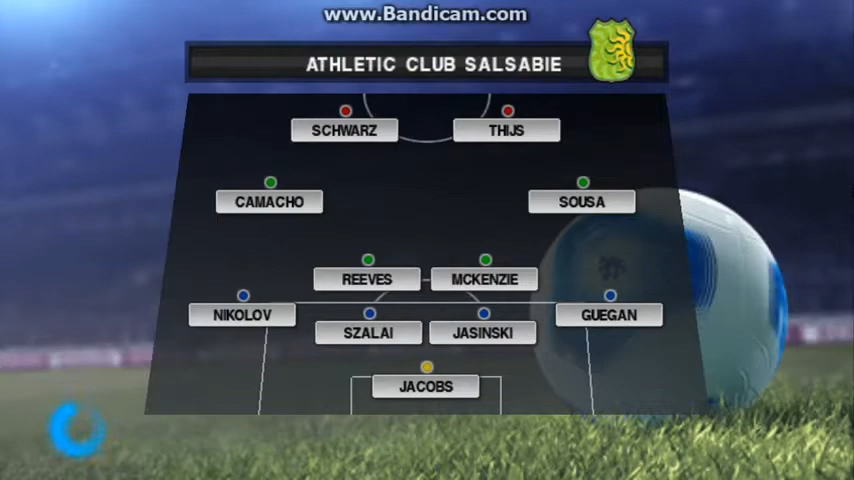 www.Bandicam.com
ATHLETIC CLUB SALSABIE
SCHWARZ THIJS
CAMACHO SOUSA
REEVES MCKENZIE
NIKOLOV GUEGAN
SZALAI JASINSKI
JACOBS